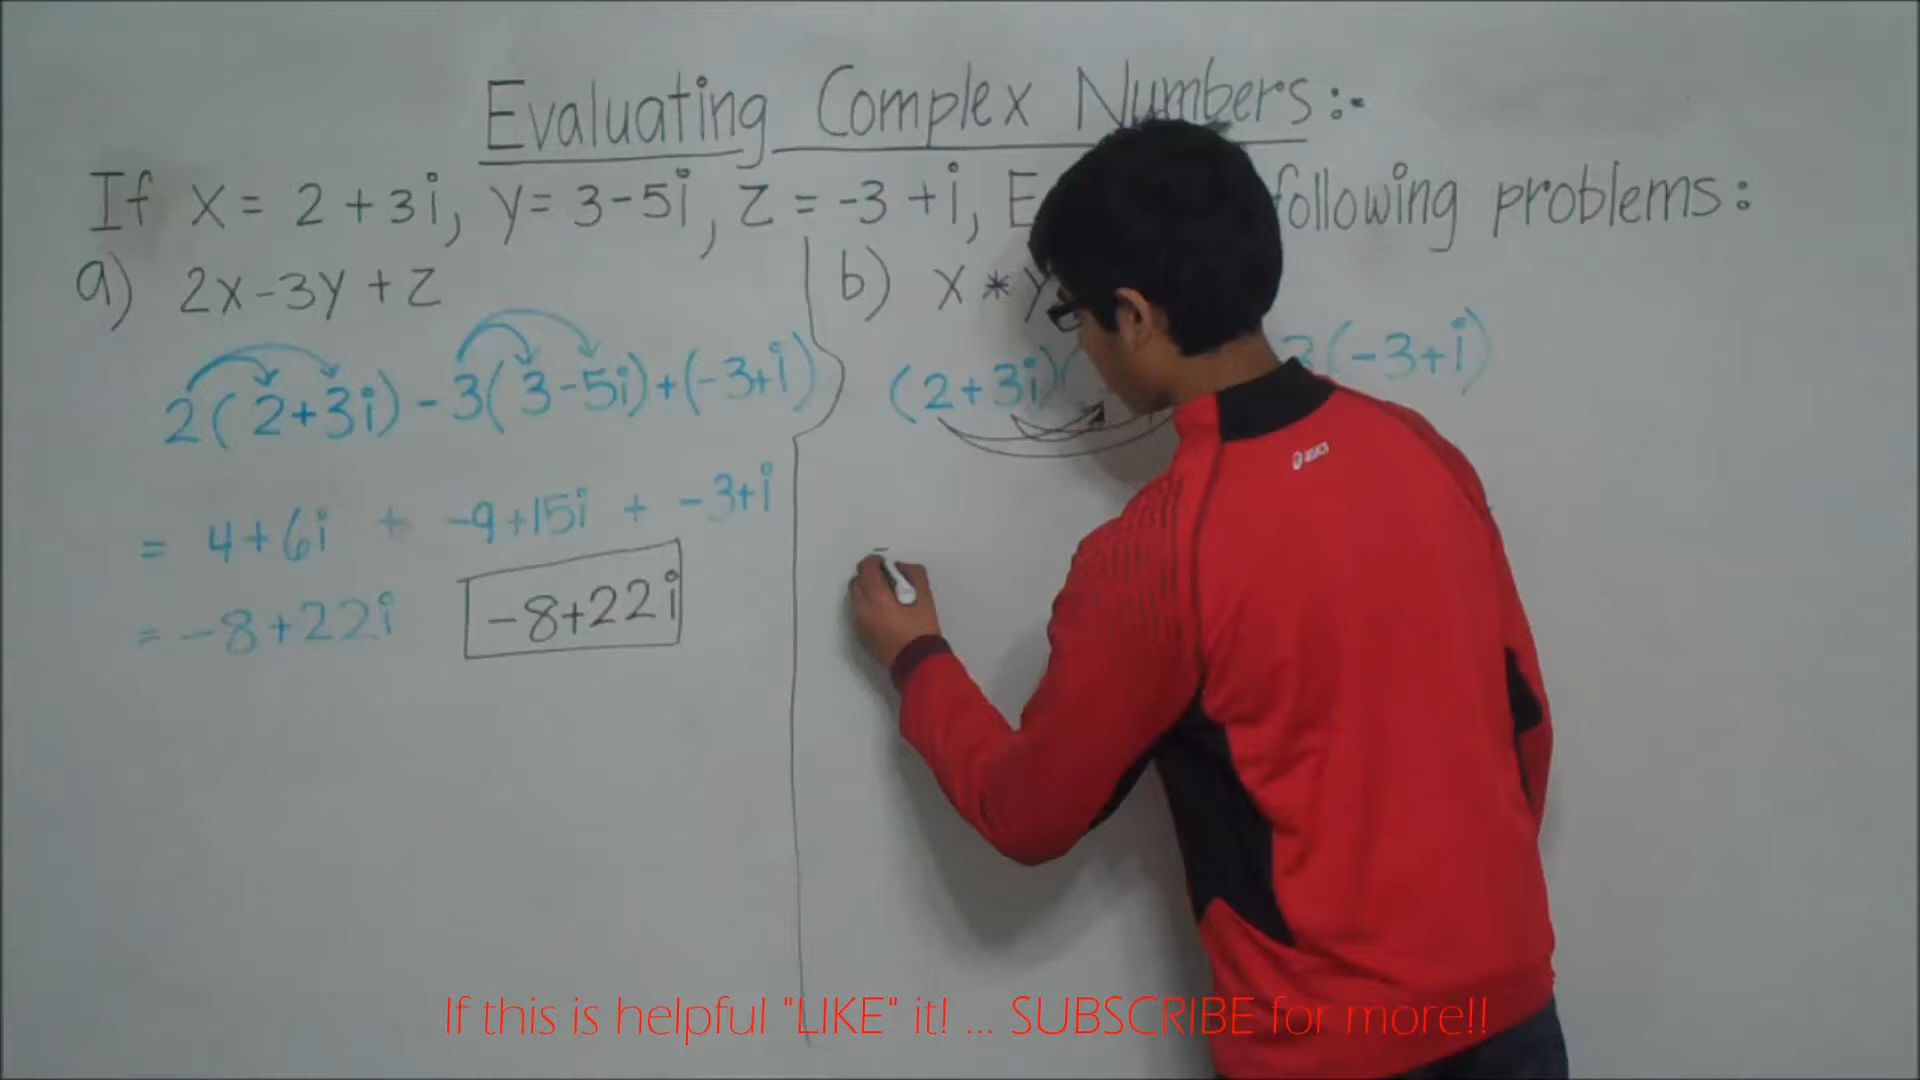 Evaluating Complex Numbers:-
If x = 2 + 3i, y = 3 - 5i, z = -3 + i, E following problems:
a) 2x - 3y + z
b) x * y
2(2+3i) - 3(3-5i) + (-3+i)
(2+3i)( 3(-3+i)
= 4+6i + -9+15i + -3+i
= -8+22i
-8+22i
asics
If this is helpful "LIKE" it! ... SUBSCRIBE for more!!